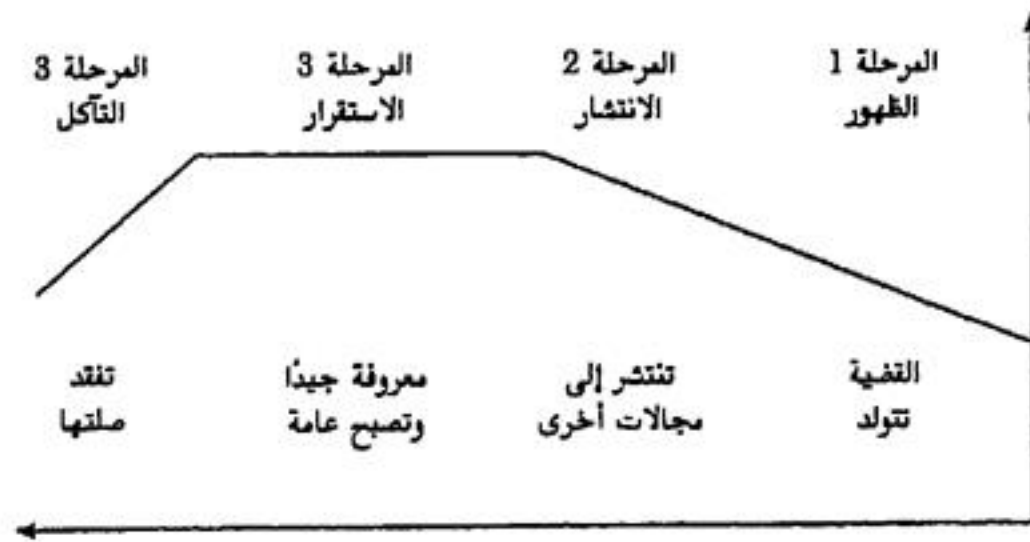 المرحلة 1
الظهور
المرحلة 2
الانتشار
المرحلة 3
الاستقرار
المرحلة 3
التآكل
القضية
تتولد
تنتشر إلى
مجالات أخرى
معروفة جيدًا
وتصبح عامة
تفقد
صلتها